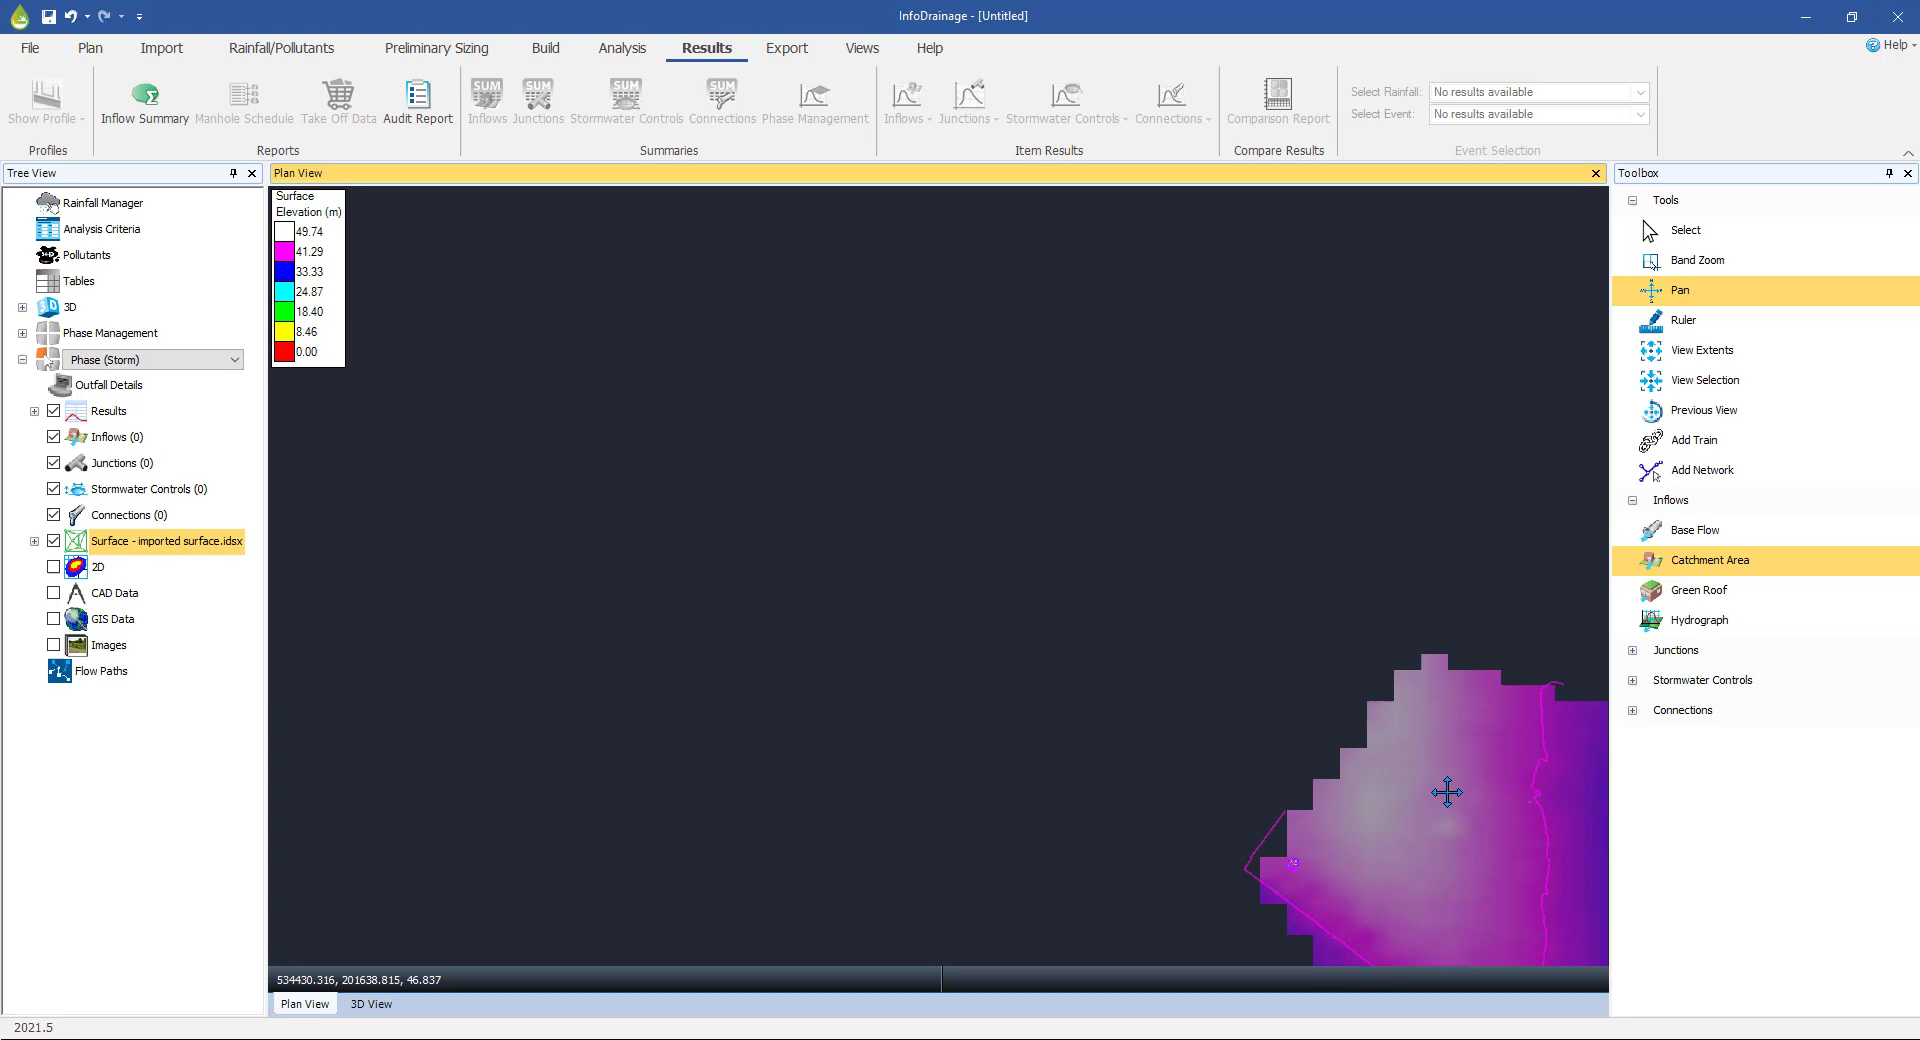 InfoDrainage - [Untitled]
File Plan Import Rainfall/Pollutants Preliminary Sizing Build Analysis Results Export Views Help
Help
Show Profile
Profiles
Inflow Summary Manhole Schedule Take Off Data Audit Report
Reports
SUM SUM SUM SUM
Inflows Junctions Stormwater Controls Connections Phase Management
Summaries
Inflows Junctions Stormwater Controls Connections
Item Results
Comparison Report
Compare Results
Select Rainfall: No results available
Select Event: No results available
Event Selection
Tree View
Rainfall Manager
Analysis Criteria
Pollutants
Tables
3D
Phase Management
Phase (Storm)
Outfall Details
Results
Inflows (0)
Junctions (0)
Stormwater Controls (0)
Connections (0)
Surface - imported surface.idsx
2D
CAD Data
GIS Data
Images
Flow Paths
Plan View
Surface
Elevation (m)
49.74
41.29
33.33
24.87
18.40
8.46
0.00
534430.316, 201638.815, 46.837
Plan View 3D View
Toolbox
Tools
Select
Band Zoom
Pan
Ruler
View Extents
View Selection
Previous View
Add Train
Add Network
Inflows
Base Flow
Catchment Area
Green Roof
Hydrograph
Junctions
Stormwater Controls
Connections
2021.5